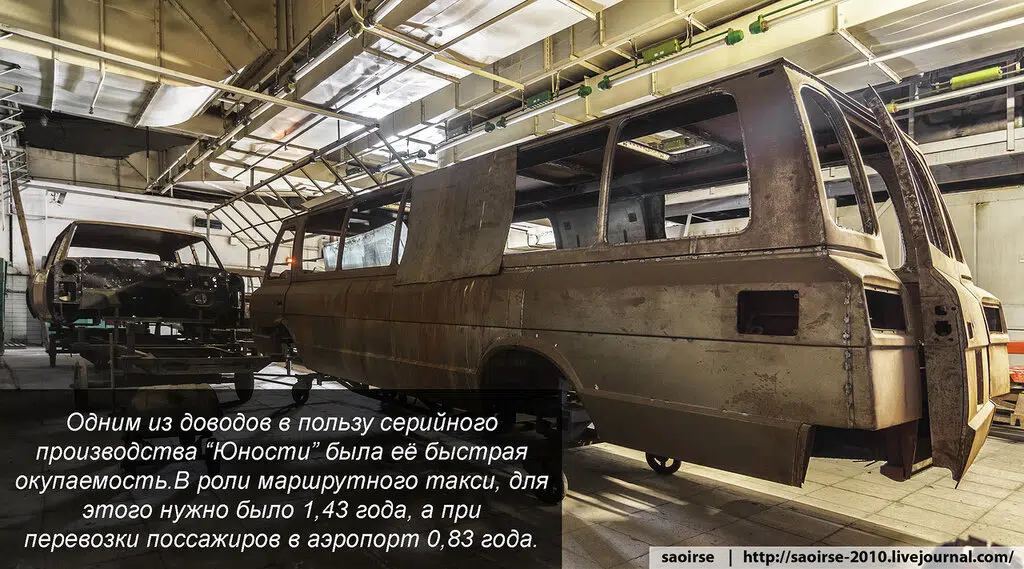 Одним из доводов в пользу серийного
производства “Юности” была её быстрая
окупаемость.В роли маршрутного такси, для
этого нужно было 1,43 года, а при
перевозки поссажиров в аэропорт 0,83 года.
saoirse | http://saoirse-2010.livejournal.com/